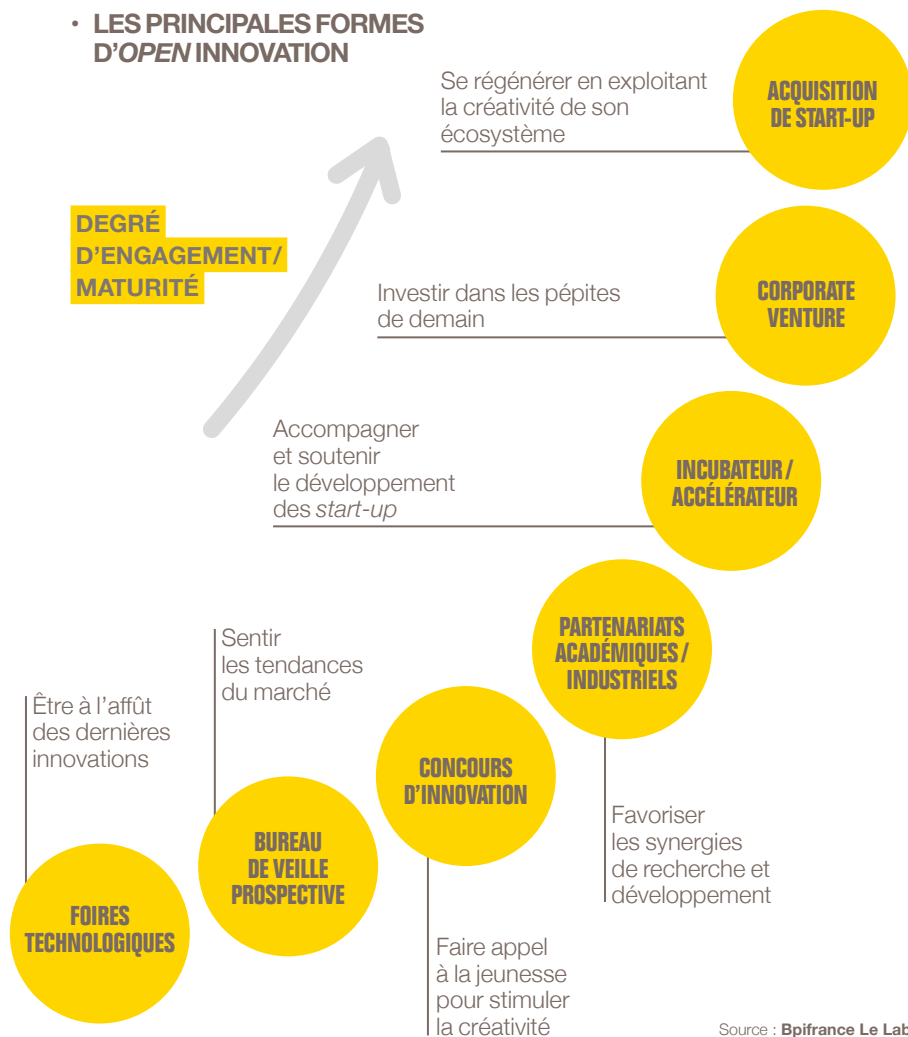 • LES PRINCIPALES FORMES
D'OPEN INNOVATION
Se régénérer en exploitant
la créativité de son
écosystème
ACQUISITION
DE START-UP
DEGRÉ
D'ENGAGEMENT/
MATURITÉ
Investir dans les pépites
de demain
CORPORATE
VENTURE
Accompagner
et soutenir
le développement
des start-up
INCUBATEUR /
ACCÉLÉRATEUR
PARTENARIATS
ACADÉMIQUES /
INDUSTRIELS
Favoriser
les synergies
de recherche et
développement
Sentir
les tendances
du marché
Être à l'affût
des dernières
innovations
CONCOURS
D'INNOVATION
BUREAU
DE VEILLE
PROSPECTIVE
FOIRES
TECHNOLOGIQUES
Faire appel
à la jeunesse
pour stimuler
la créativité
Source : Bpifrance Le Lab